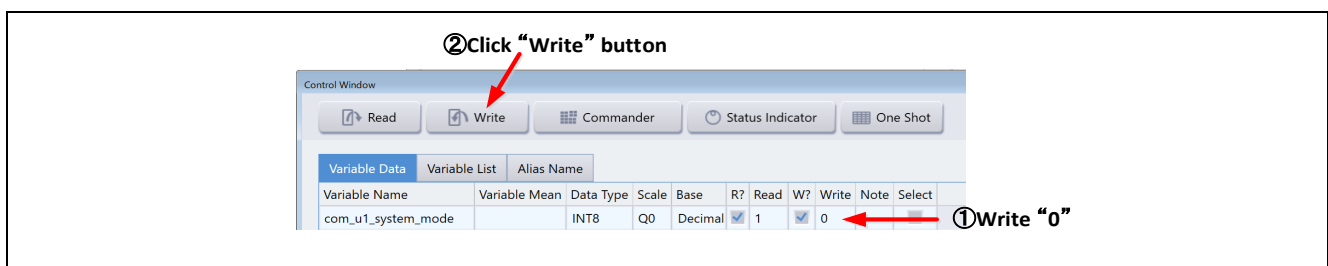 ②Click “Write” button
Control Window
Read Write Commander Status Indicator One Shot
Variable Data Variable List Alias Name
Variable Name Variable Mean Data Type Scale Base R? Read W? Write Note Select
com_u1_system_mode INT8 Q0 Decimal 1 0
①Write “0”